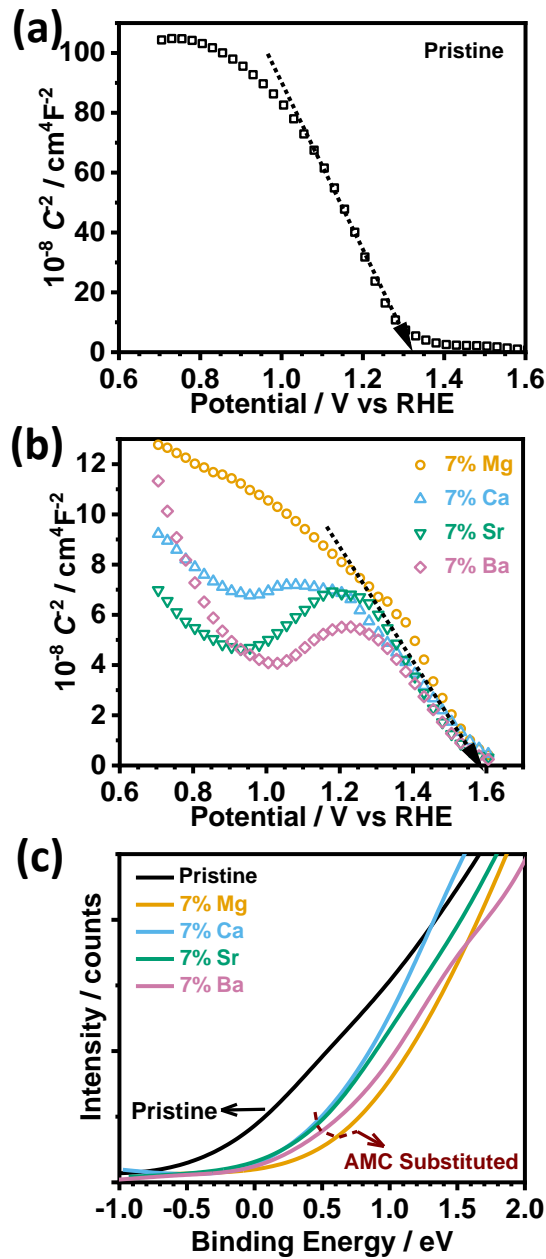 (a)
Pristine
10⁻⁸ C⁻² / cm⁴F⁻²
100
80
60
40
20
0
0.6 0.8 1.0 1.2 1.4 1.6
Potential / V vs RHE
(b)
7% Mg
7% Ca
7% Sr
7% Ba
10⁻⁸ C⁻² / cm⁴F⁻²
12
10
8
6
4
2
0
0.6 0.8 1.0 1.2 1.4 1.6
Potential / V vs RHE
(c)
Pristine
7% Mg
7% Ca
7% Sr
7% Ba
Intensity / counts
Pristine
AMC Substituted
-1.0 -0.5 0.0 0.5 1.0 1.5 2.0
Binding Energy / eV